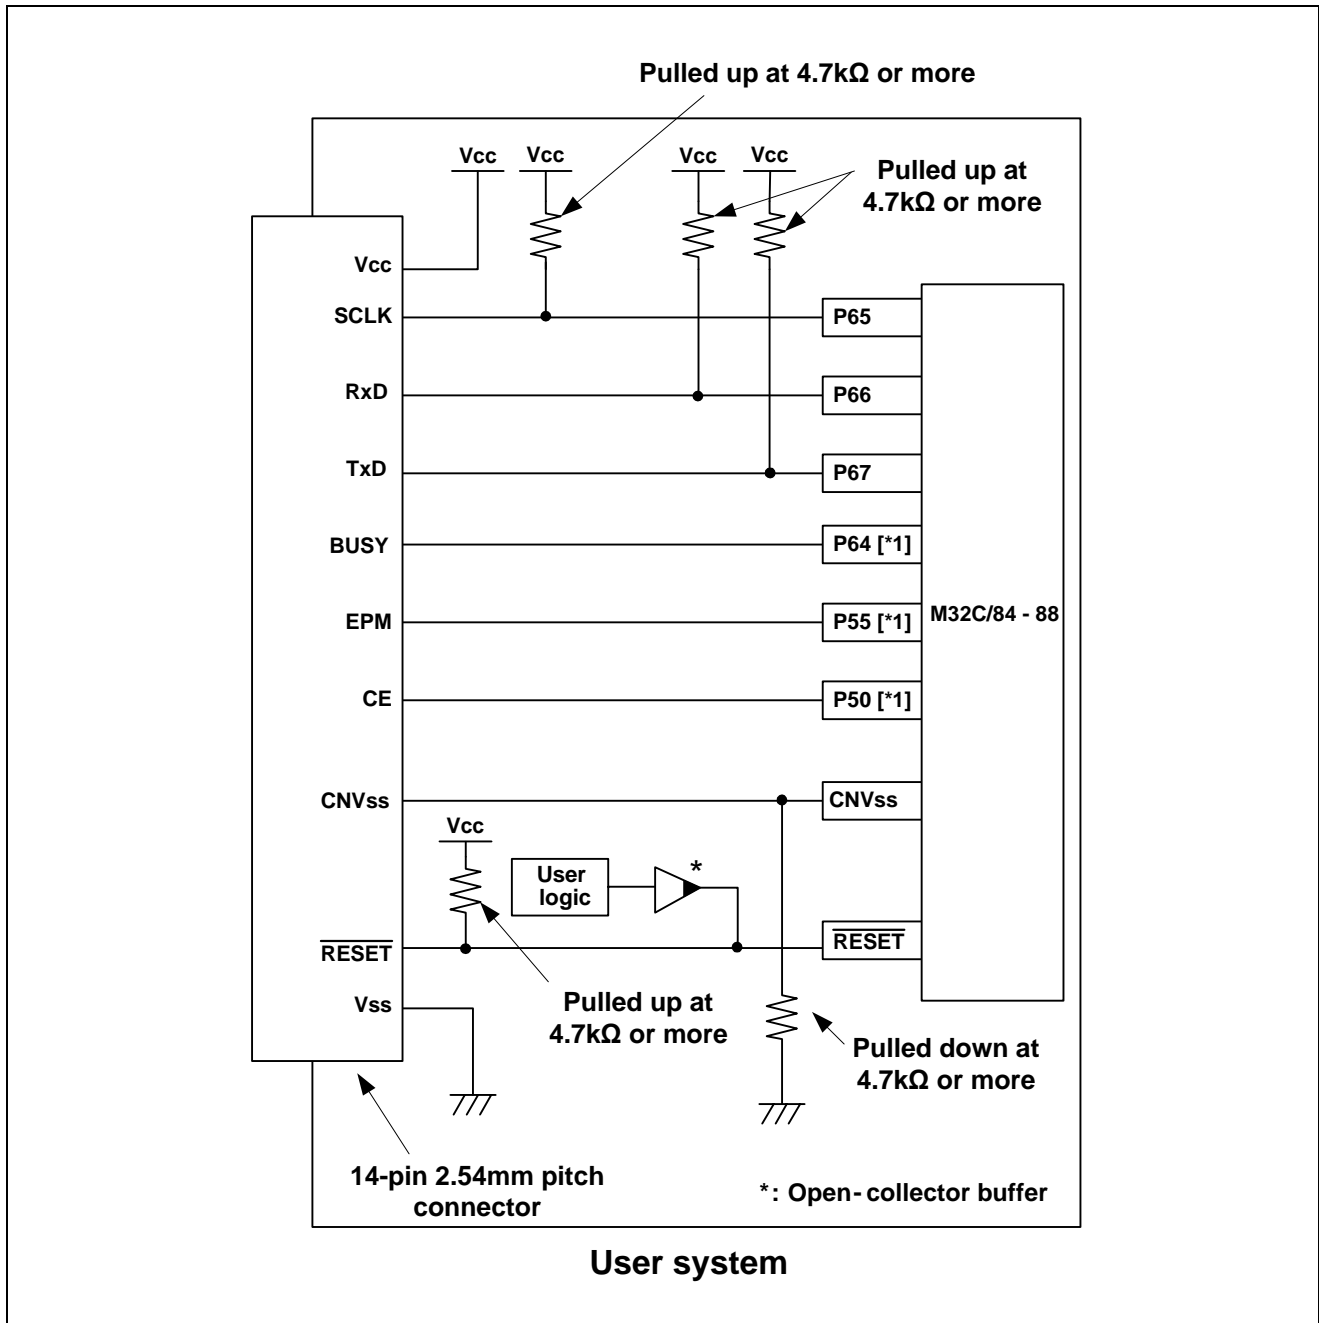 Pulled up at 4.7kΩ or more
Vcc
Vcc
Vcc
Vcc
Pulled up at
4.7kΩ or more
Vcc
SCLK
P65
RxD
P66
TxD
P67
BUSY
P64 [*1]
EPM
P55 [*1]
M32C/84 - 88
CE
P50 [*1]
CNVss
CNVss
Vcc
User
logic
*
RESET
RESET
Vss
Pulled up at
4.7kΩ or more
Pulled down at
4.7kΩ or more
14-pin 2.54mm pitch
connector
*: Open-collector buffer
User system